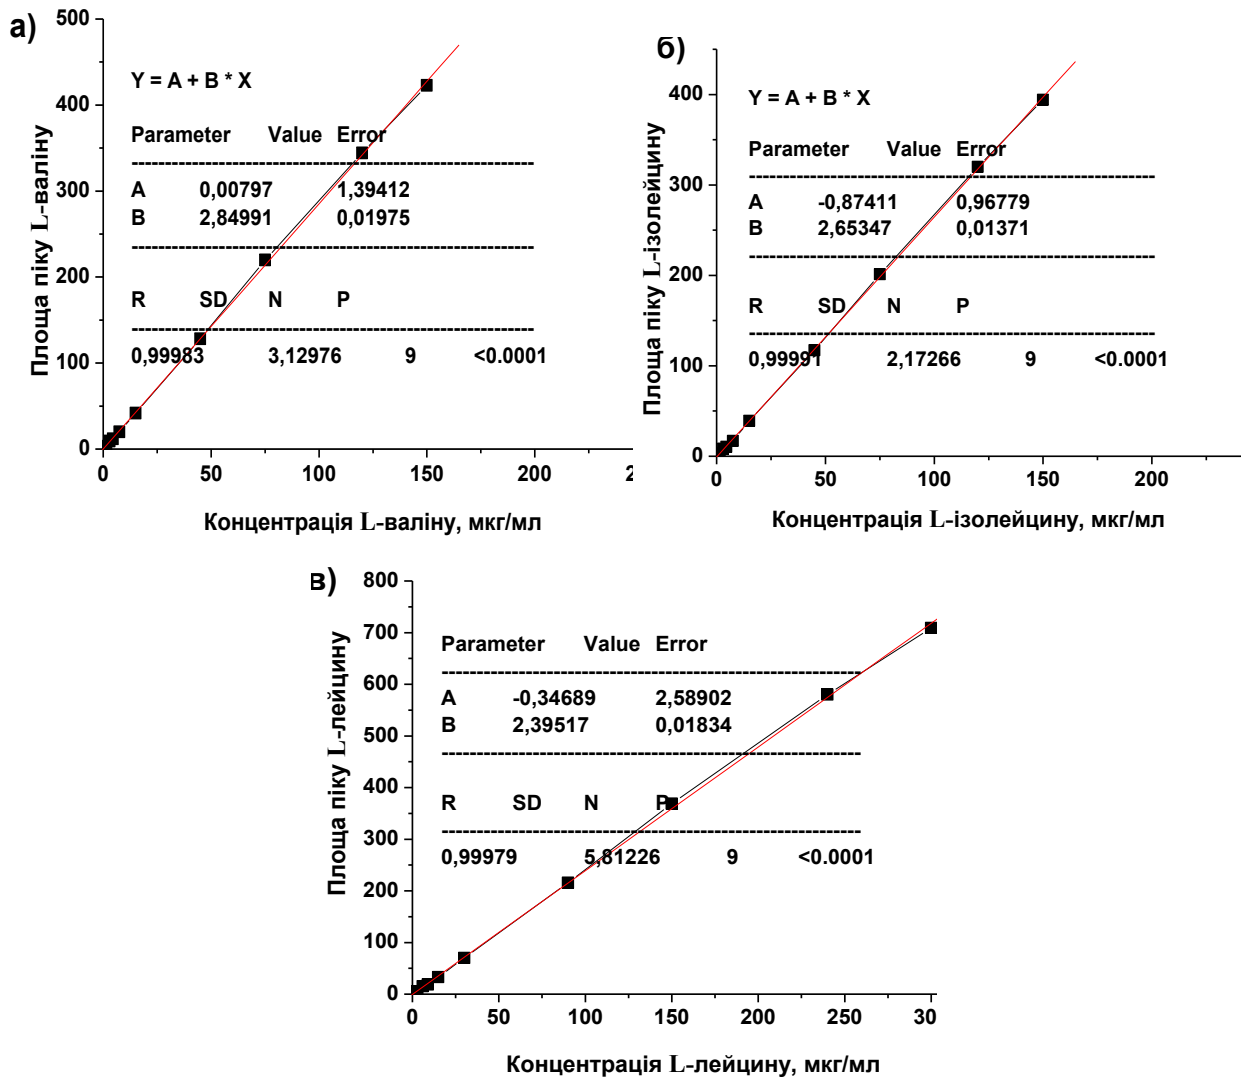 а)
500
400
300
200
100
0
0 50 100 150 200 2
Площа піку L-валіну
Y = A + B * X
Parameter Value Error
A 0,00797 1,39412
B 2,84991 0,01975
R SD N P
0,99983 3,12976 9 <0.0001
Концентрація L-валіну, мкг/мл
б)
400
300
200
100
0
0 50 100 150 200
Площа піку L-ізолейцину
Y = A + B * X
Parameter Value Error
A -0,87411 0,96779
B 2,65347 0,01371
R SD N P
0,99991 2,17266 9 <0.0001
Концентрація L-ізолейцину, мкг/мл
в)
800
700
600
500
400
300
200
100
0
0 50 100 150 200 250 30
Площа піку L-лейцину
Parameter Value Error
A -0,34689 2,58902
B 2,39517 0,01834
R SD N P
0,99979 5,81226 9 <0.0001
Концентрація L-лейцину, мкг/мл